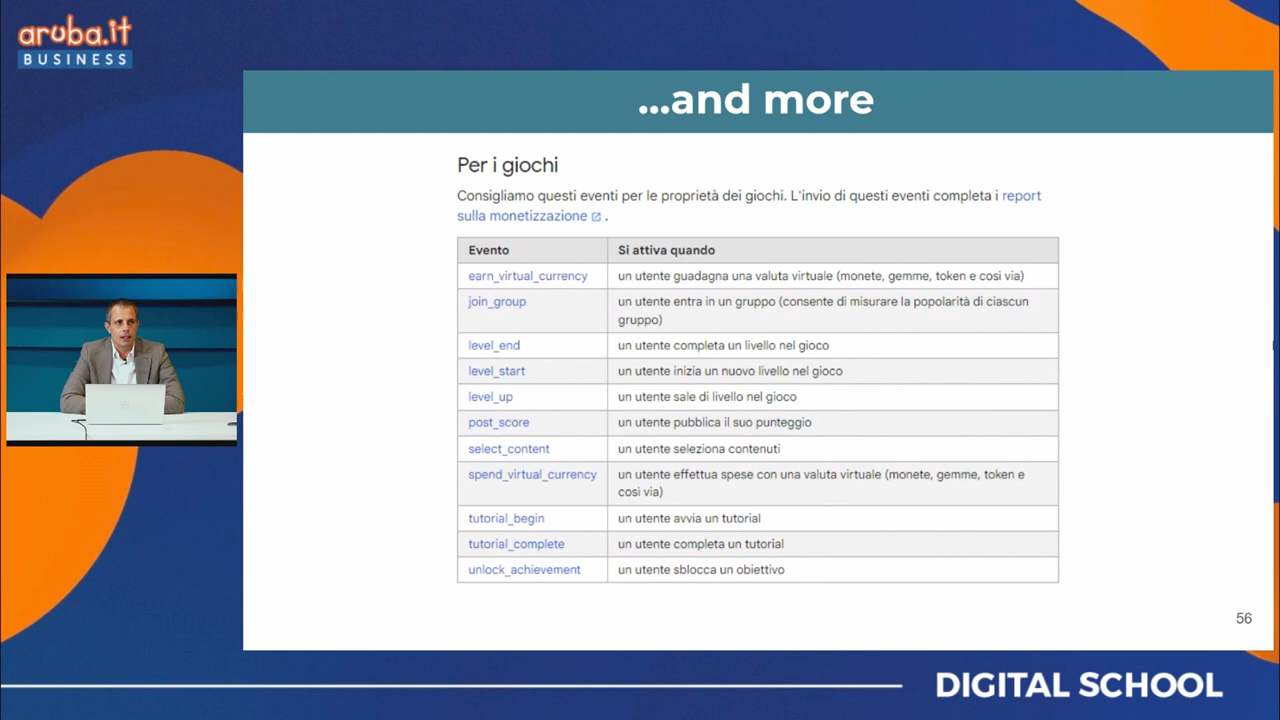 aruba.it
BUSINESS
...and more
Per i giochi
Consigliamo questi eventi per le proprietà dei giochi. L'invio di questi eventi completa i report
sulla monetizzazione .
Evento Si attiva quando
earn_virtual_currency un utente guadagna una valuta virtuale (monete, gemme, token e così via)
join_group un utente entra in un gruppo (consente di misurare la popolarità di ciascun
gruppo)
level_end un utente completa un livello nel gioco
level_start un utente inizia un nuovo livello nel gioco
level_up un utente sale di livello nel gioco
post_score un utente pubblica il suo punteggio
select_content un utente seleziona contenuti
spend_virtual_currency un utente effettua spese con una valuta virtuale (monete, gemme, token e
così via)
tutorial_begin un utente avvia un tutorial
tutorial_complete un utente completa un tutorial
unlock_achievement un utente sblocca un obiettivo
56
DIGITAL SCHOOL